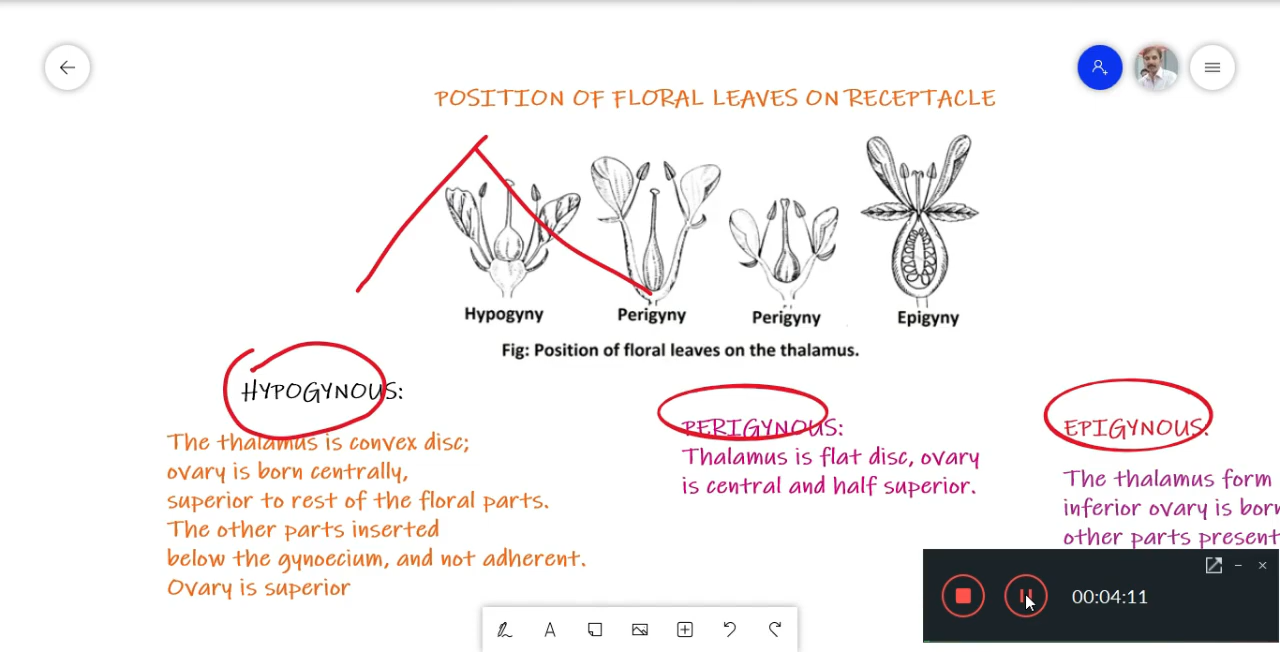 POSITION OF FLORAL LEAVES ON RECEPTACLE
Hypogyny Perigyny Perigyny Epigyny
Fig: Position of floral leaves on the thalamus.
HYPOGYNOUS:
The thalamus is convex disc;
ovary is born centrally,
superior to rest of the floral parts.
The other parts inserted
below the gynoecium, and not adherent.
Ovary is superior
PERIGYNOUS:
Thalamus is flat disc, ovary
is central and half superior.
EPIGYNOUS:
The thalamus form
inferior ovary is born
other parts present
00:04:11
A